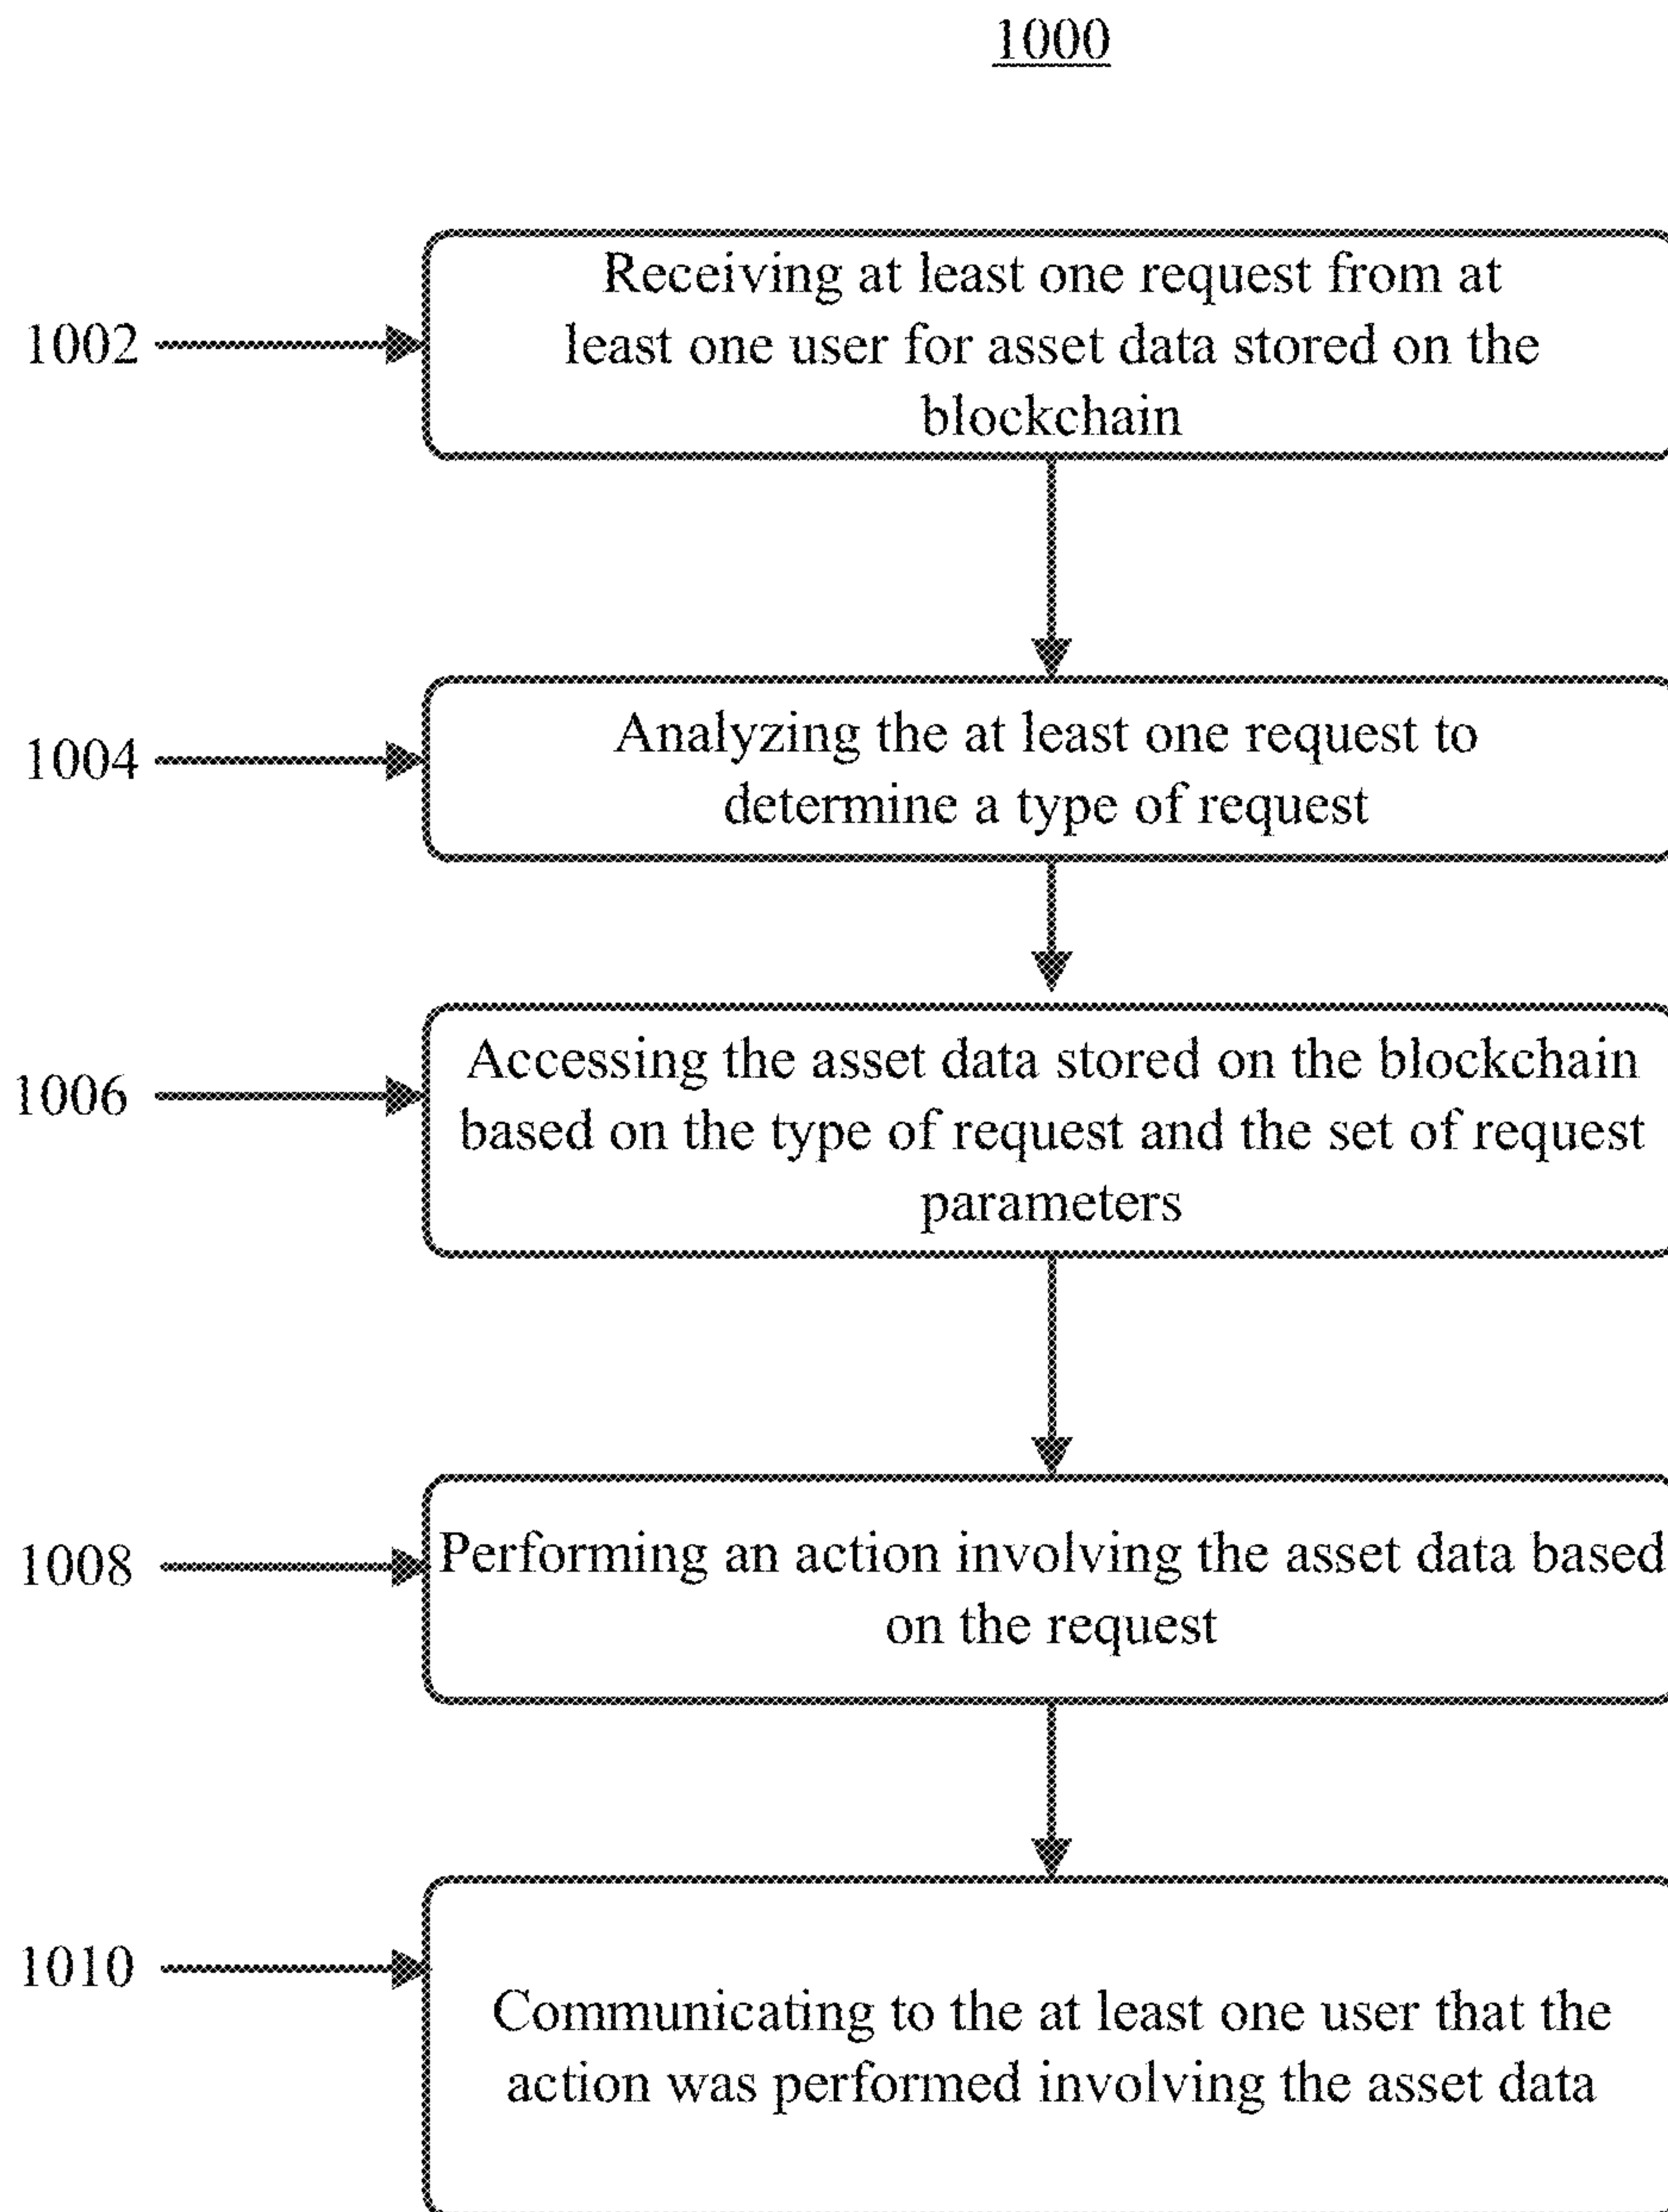 1000
Receiving at least one request from at
1002
least one user for asset data stored on the
blockchain
Analyzing the at least one request to
1004
determine a type of request
Accessing the asset data stored on the blockchain
1006
based on the type of request and the set of request
parameters
Performing an action involving the asset data based
1008
on the request
1010
Communicating to the at least one user that the
action was performed involving the asset data